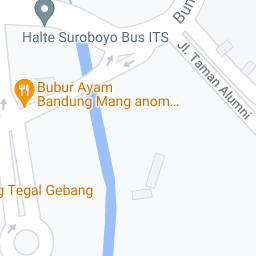 Halte Suroboyo Bus ITS
Bubur Ayam
Bandung Mang anom...
Jl. Taman Alumni
g Tegal Gebang